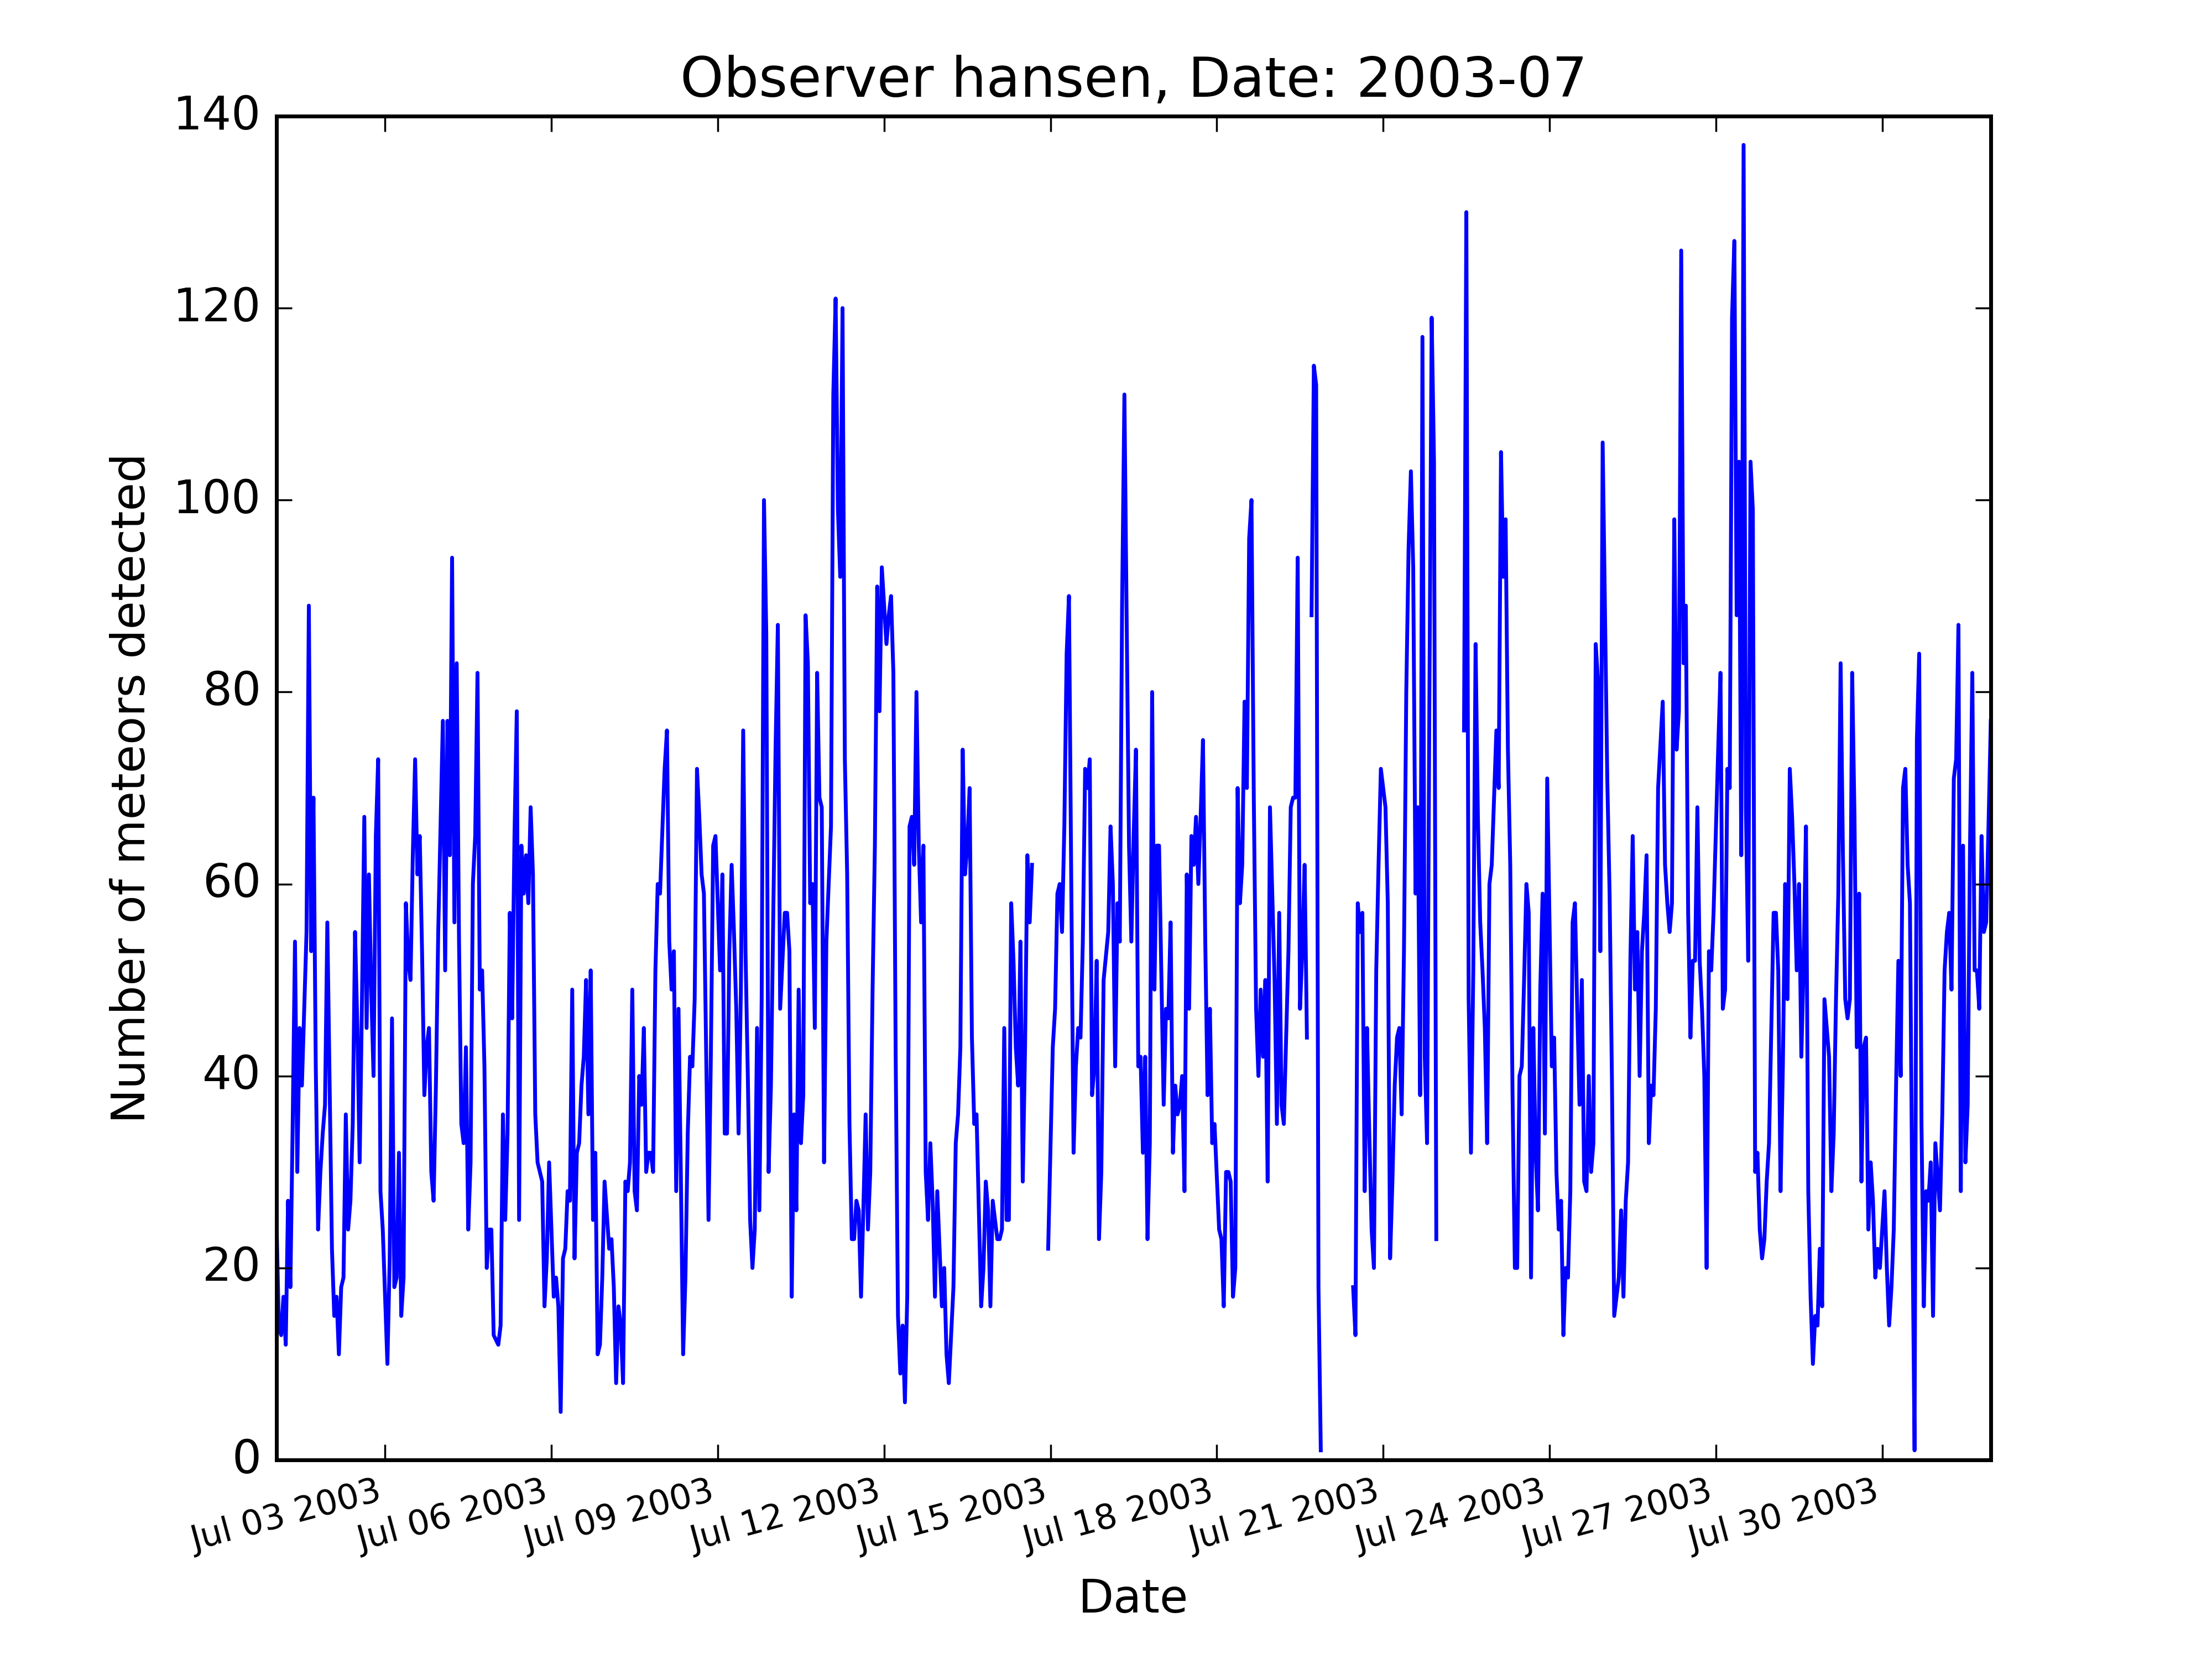 Observer hansen, Date: 2003-07
140
120
100
80
60
40
20
0
Number of meteors detected
Jul 03 2003
Jul 06 2003
Jul 09 2003
Jul 12 2003
Jul 15 2003
Jul 18 2003
Jul 21 2003
Jul 24 2003
Jul 27 2003
Jul 30 2003
Date